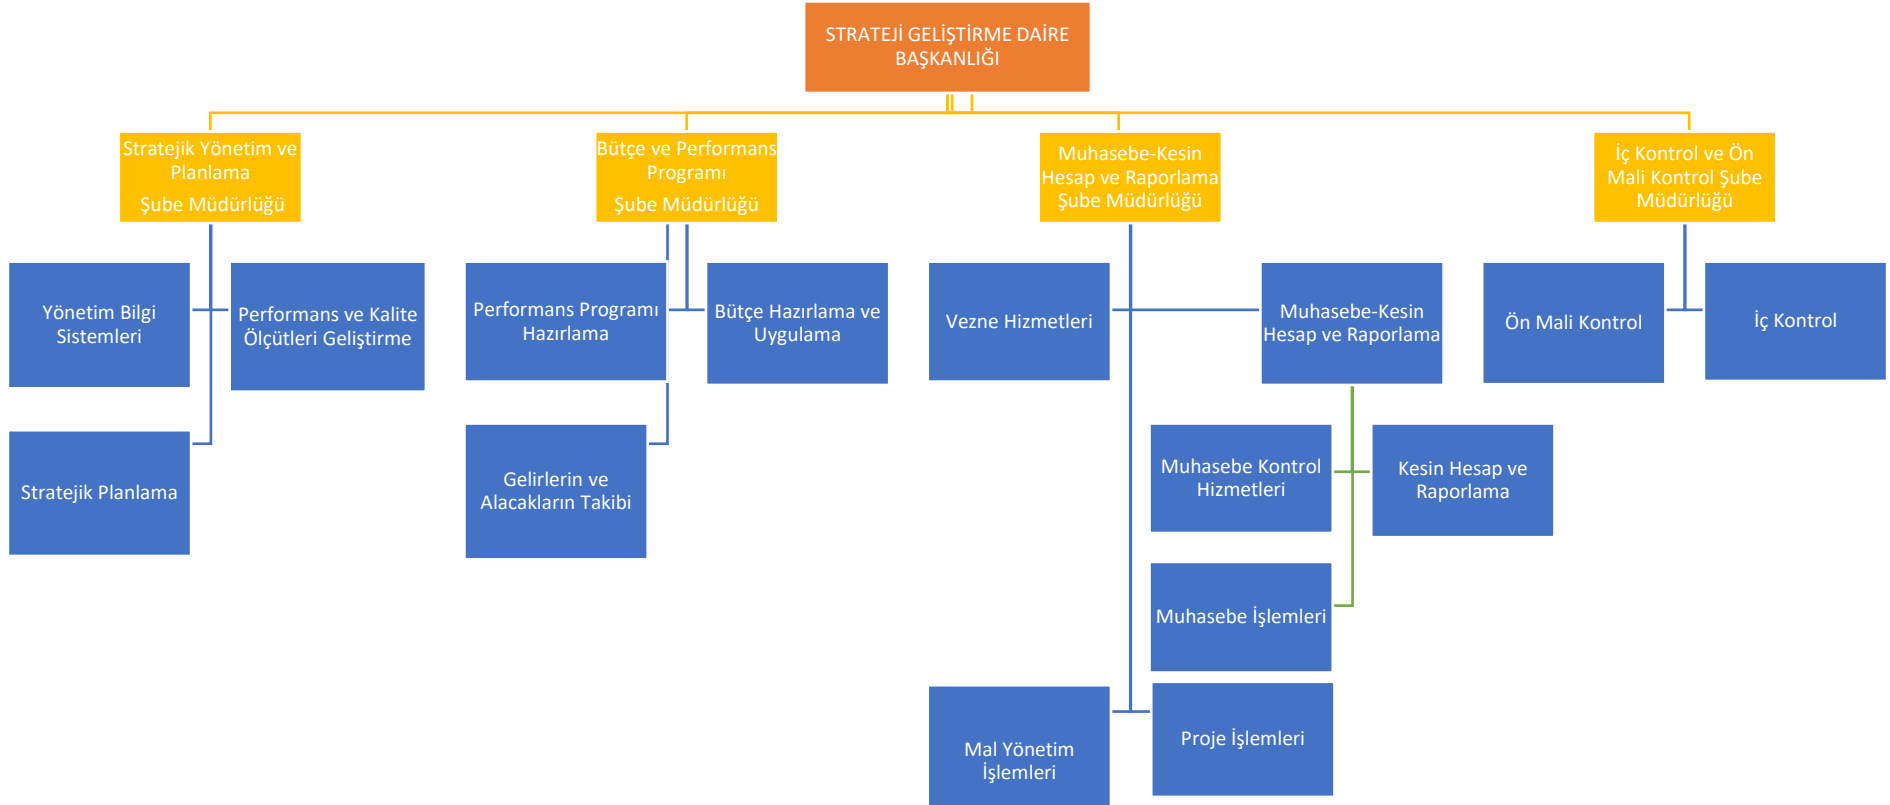 STRATEJİ GELİŞTİRME DAİRE
BAŞKANLIĞI
Stratejik Yönetim ve
Planlama
Şube Müdürlüğü
Bütçe ve Performans
Programı
Şube Müdürlüğü
Muhasebe-Kesin
Hesap ve Raporlama
Şube Müdürlüğü
İç Kontrol ve Ön
Mali Kontrol Şube
Müdürlüğü
Yönetim Bilgi
Sistemleri
Performans ve Kalite
Ölçütleri Geliştirme
Performans Programı
Hazırlama
Bütçe Hazırlama ve
Uygulama
Vezne Hizmetleri
Muhasebe-Kesin
Hesap ve Raporlama
Ön Mali Kontrol
İç Kontrol
Stratejik Planlama
Gelirlerin ve
Alacakların Takibi
Muhasebe Kontrol
Hizmetleri
Kesin Hesap ve
Raporlama
Muhasebe İşlemleri
Mal Yönetim
İşlemleri
Proje İşlemleri